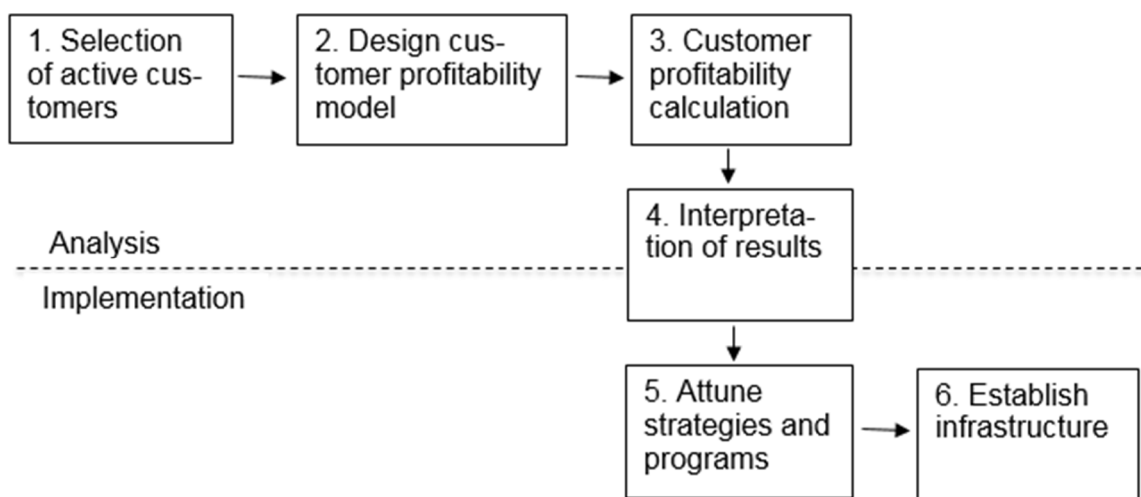 1. Selection
of active cus-
tomers
2. Design cus-
tomer profitability
model
3. Customer
profitability
calculation
4. Interpreta-
tion of results
Analysis
Implementation
5. Attune
strategies and
programs
6. Establish
infrastructure